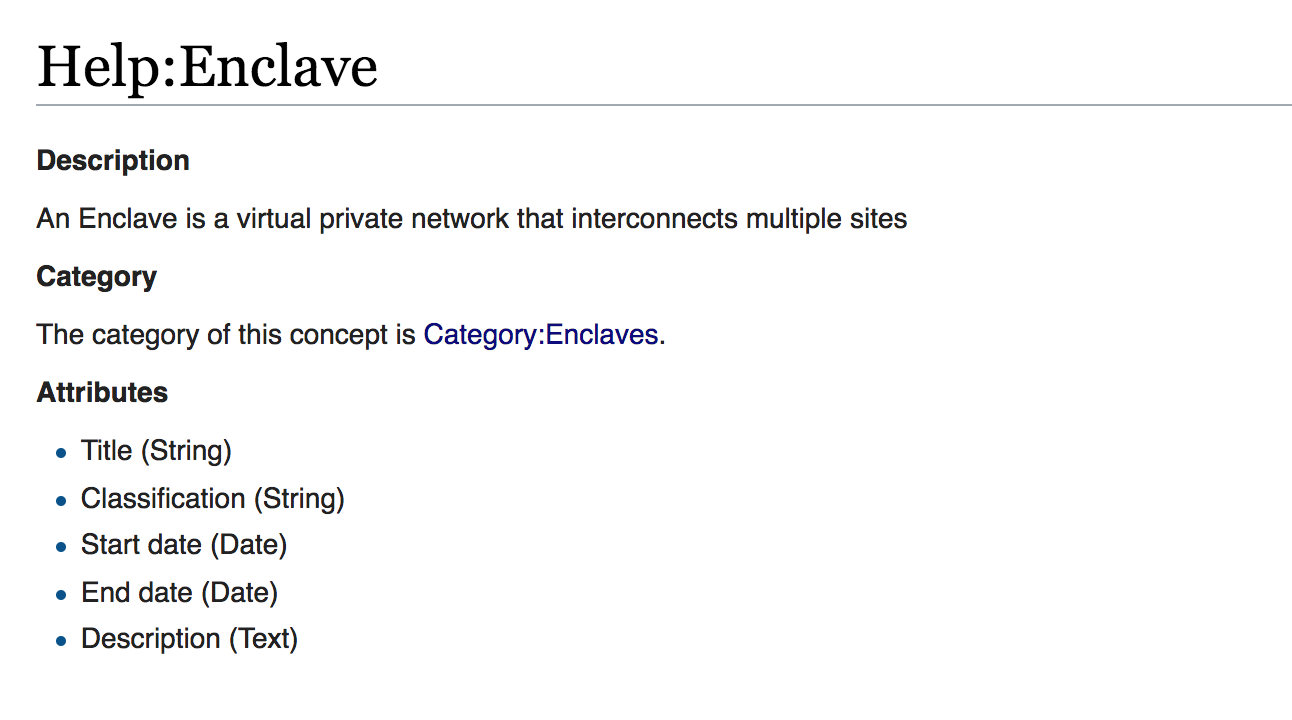 Help:Enclave
Description
An Enclave is a virtual private network that interconnects multiple sites
Category
The category of this concept is Category:Enclaves.
Attributes
Title (String)
Classification (String)
Start date (Date)
End date (Date)
Description (Text)